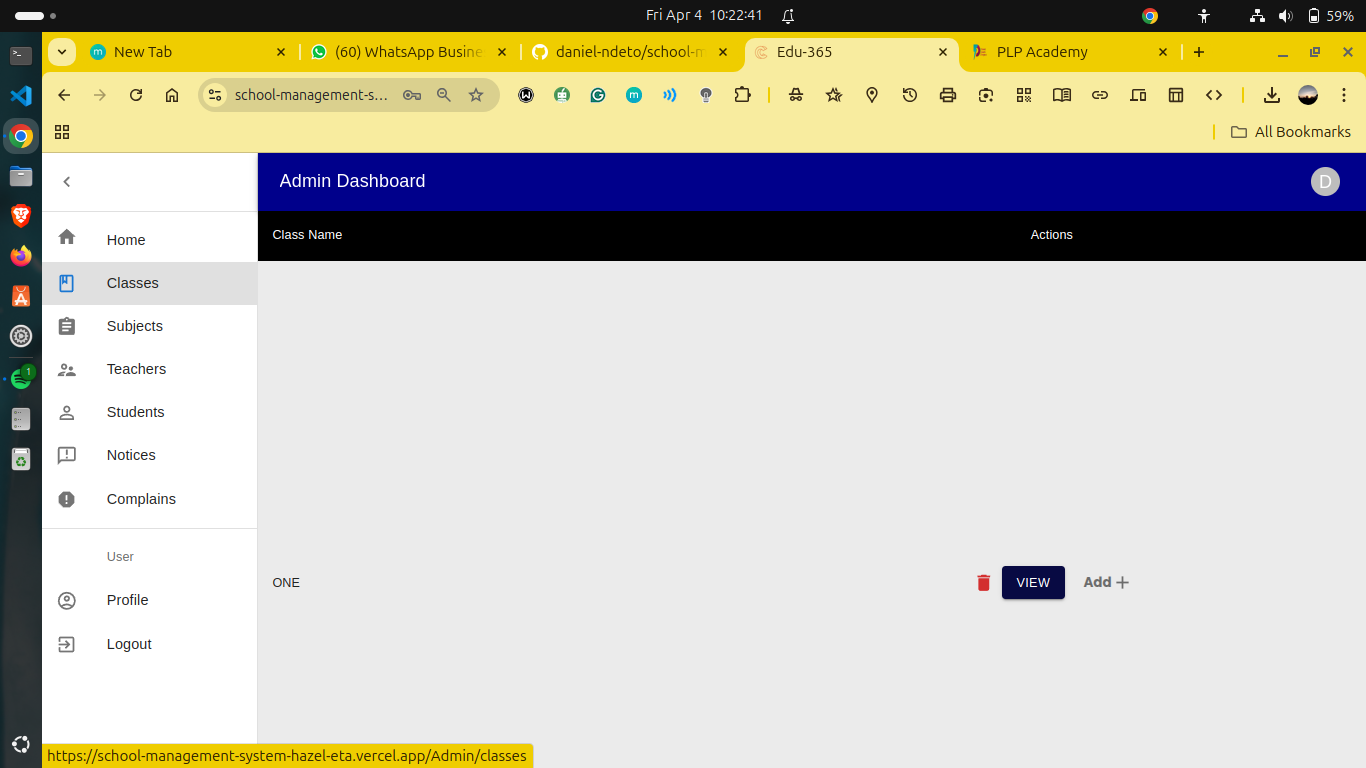 Fri Apr 4 10:22:41
59%
New Tab
(60) WhatsApp Busine
daniel-ndeto/school-m
Edu-365
PLP Academy
school-management-s...
All Bookmarks
Admin Dashboard
D
Class Name
Actions
Home
Classes
Subjects
Teachers
Students
Notices
Complains
User
Profile
Logout
ONE
VIEW
Add
1
https://school-management-system-hazel-eta.vercel.app/Admin/classes